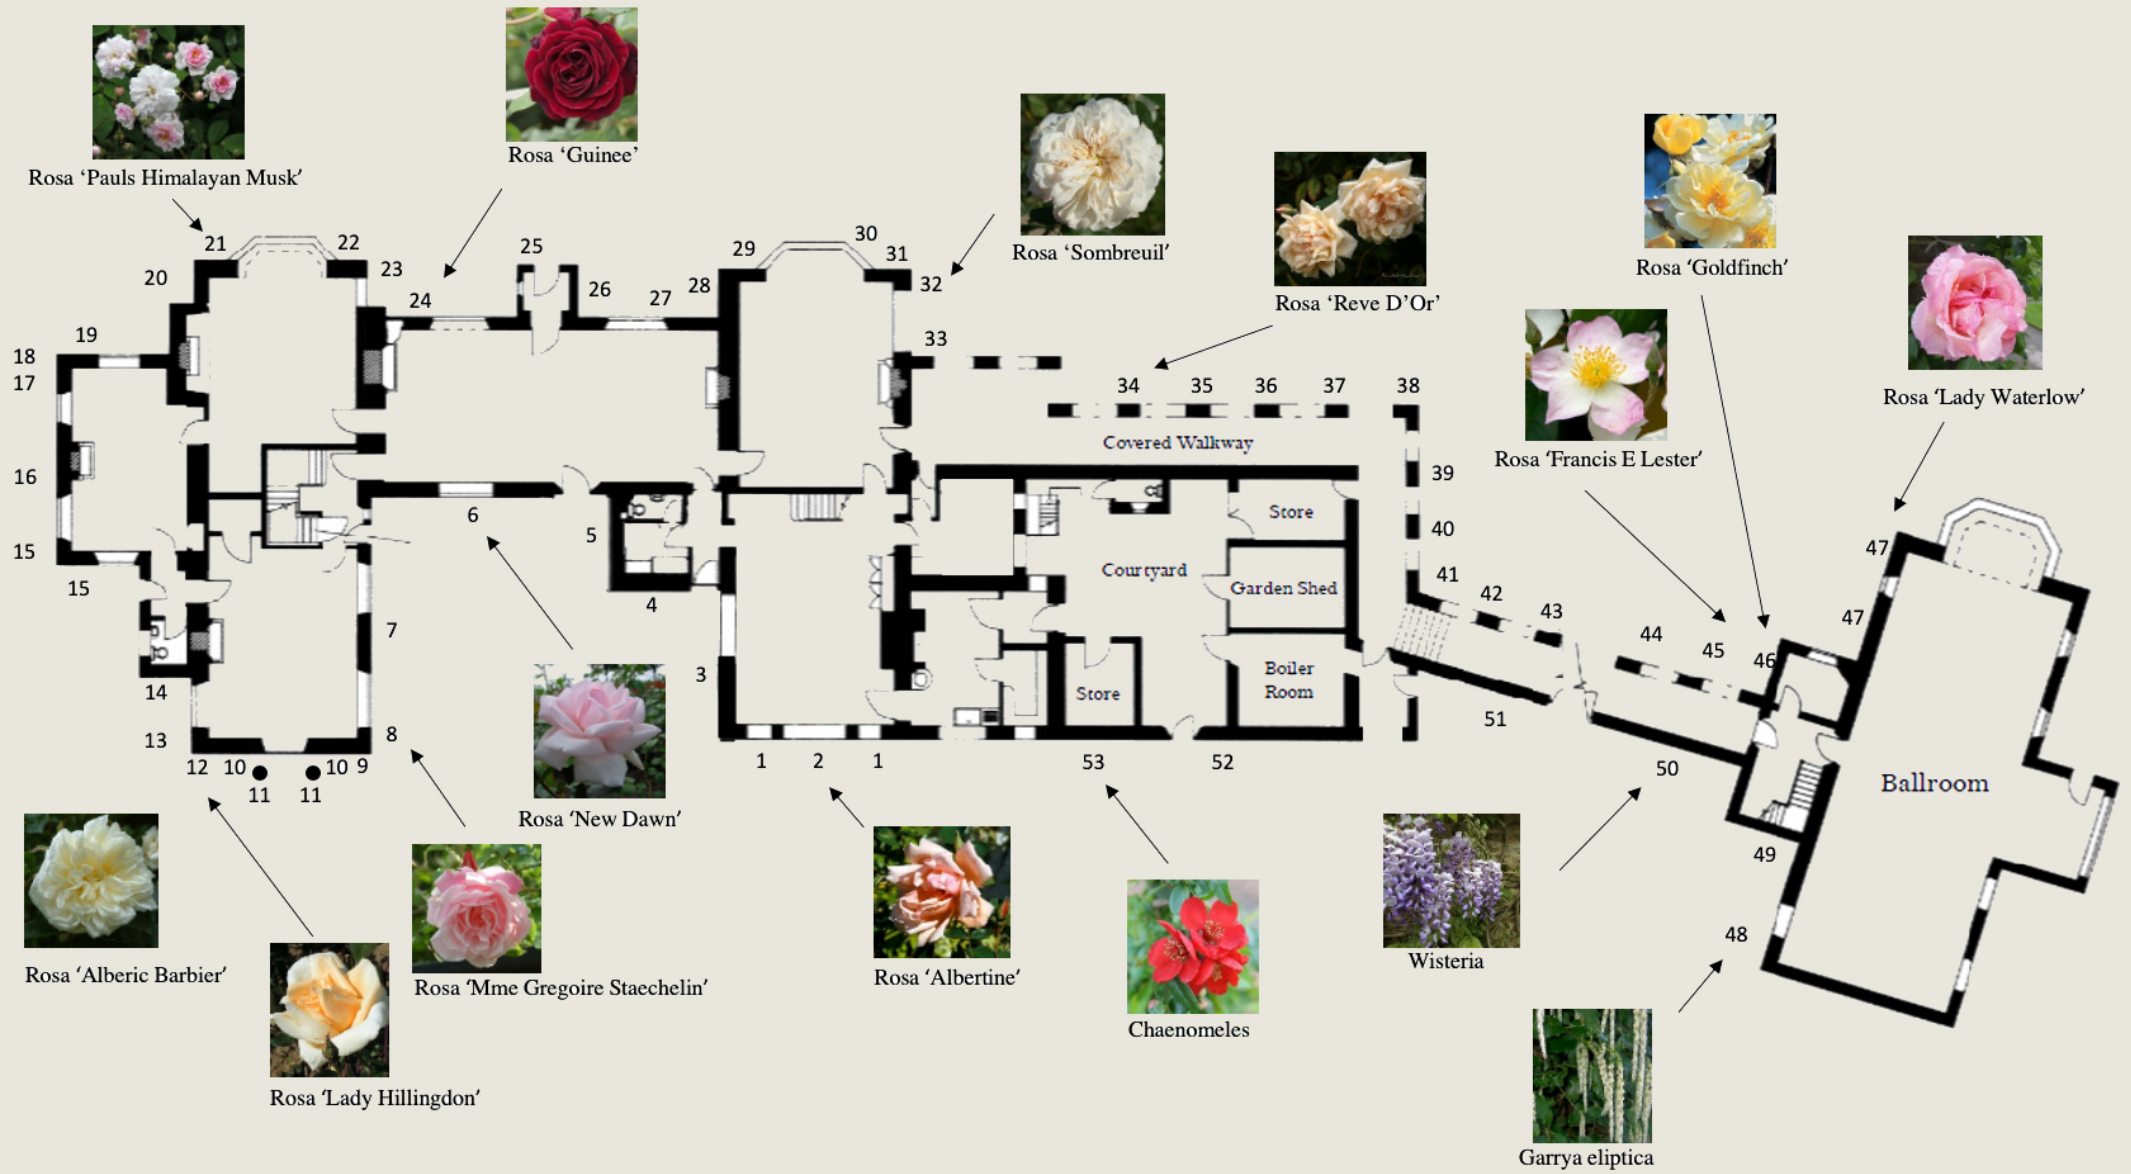 Rosa ‘Guinee’
Rosa ‘Pauls Himalayan Musk’
Rosa ‘Sombreuil’
Rosa ‘Reve D’Or’
Rosa ‘Goldfinch’
Rosa ‘Francis E Lester’
Rosa ‘Lady Waterlow’
21
22
25
29
30
31
20
23
24
26
27
28
32
19
33
18
17
34
35
36
37
38
Covered Walkway
16
39
6
5
Store
40
15
15
Courtyard
41
4
Garden Shed
42
43
47
47
7
44
45
46
14
3
Store
Boiler
Room
51
13
8
12
10
10
9
11
11
1
2
1
53
52
50
Ballroom
49
48
Rosa ‘New Dawn’
Rosa ‘Alberic Barbier’
Rosa ‘Mme Gregoire Staechelin’
Rosa ‘Albertine’
Wisteria
Chaenomeles
Rosa ‘Lady Hillingdon’
Garrya eliptica